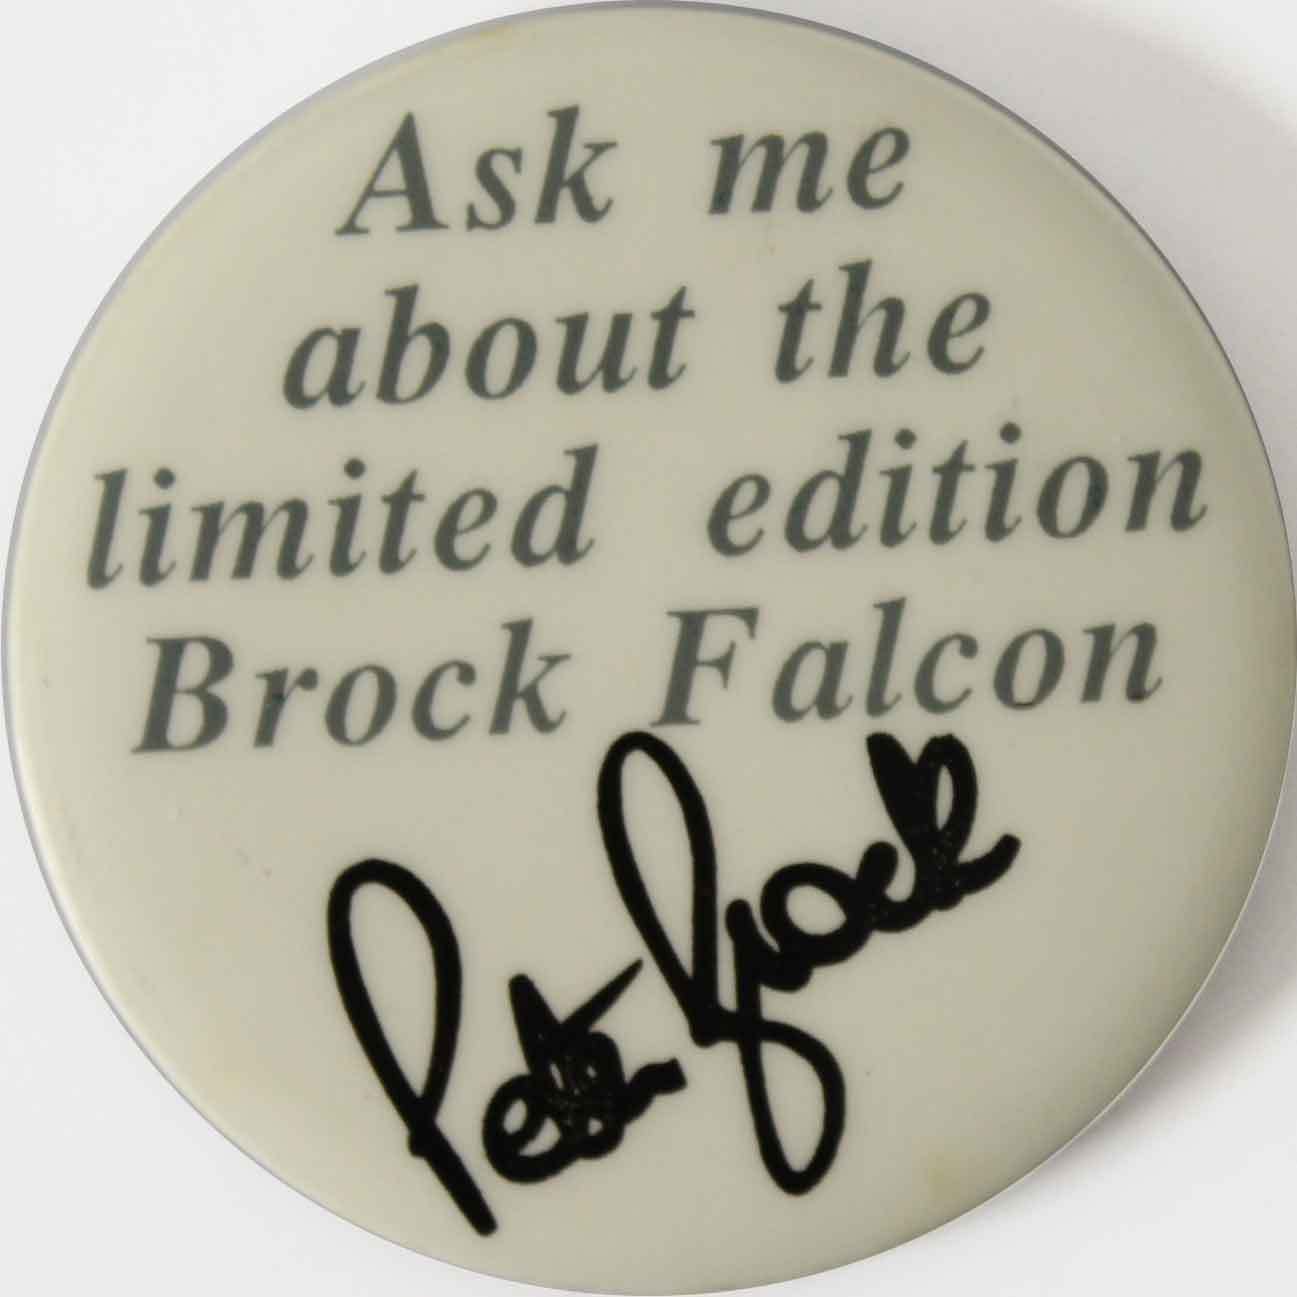 Ask me
about the
limited edition
Brock Falcon
Peter Brock